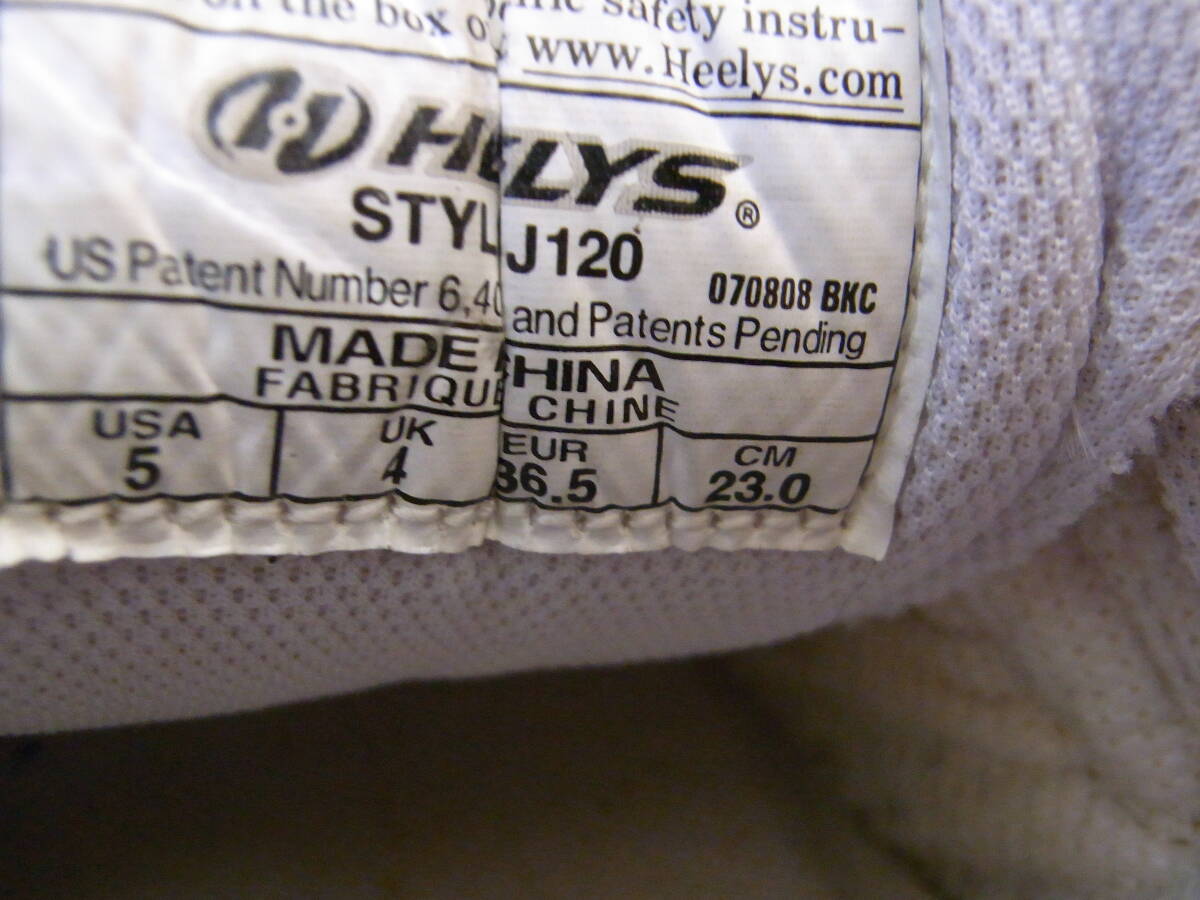 on the box safety instru-
www.Heelys.com
HEELYS®
STYL J120
070808 BKC
US Patent Number 6,40 and Patents Pending
MADE CHINA
FABRIQUE CHINE
USA UK EUR CM
5 4 36.5 23.0